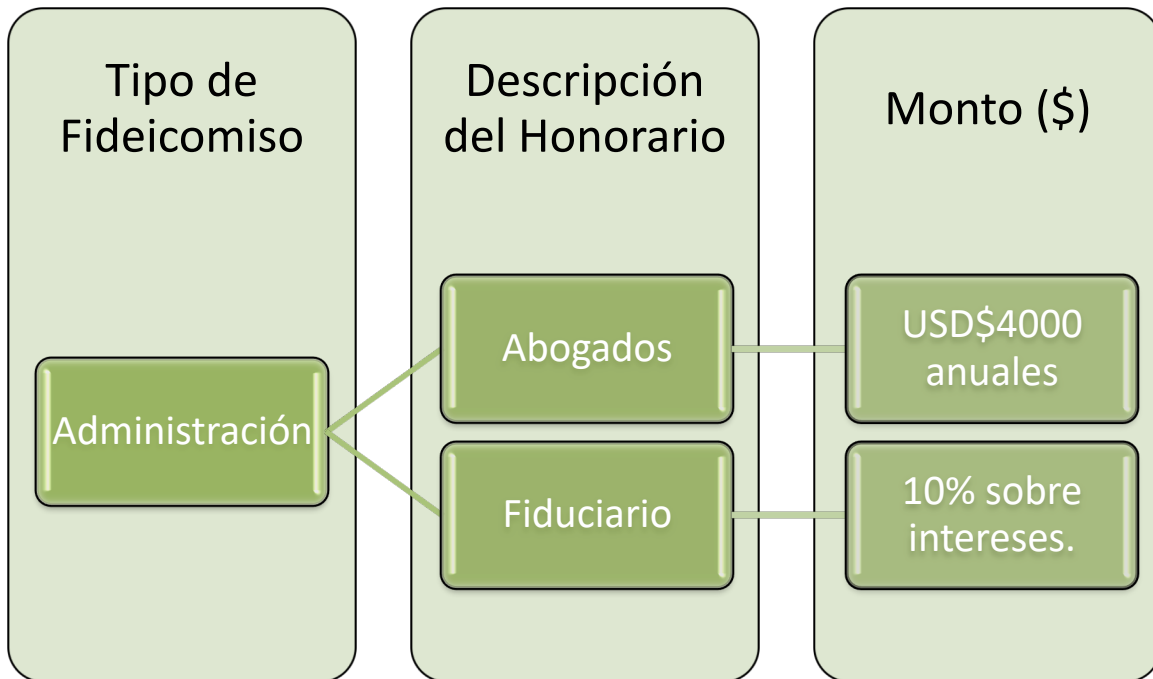 Tipo de
Fideicomiso
Descripción
del Honorario
Monto ($)
Administración
Abogados
USD$4000
anuales
Fiduciario
10% sobre
intereses.